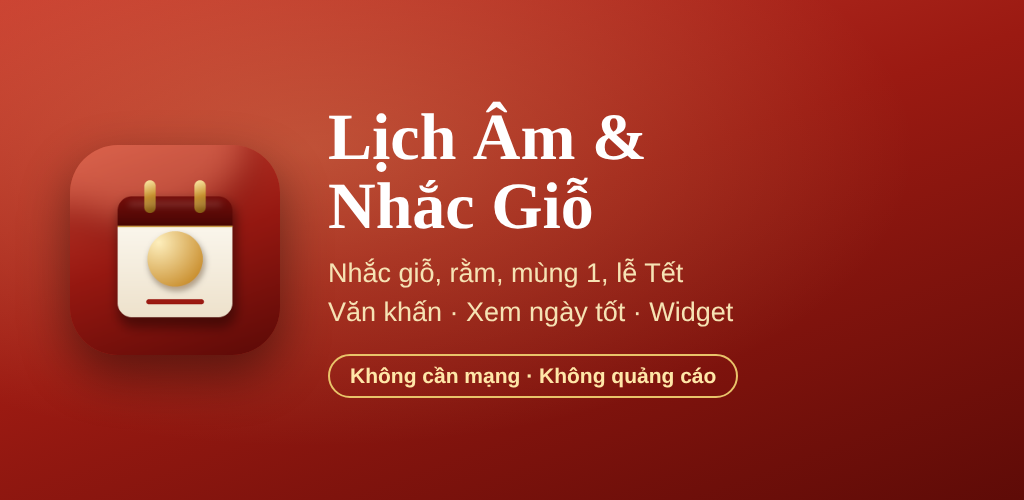 Lịch Âm &
Nhắc Giỗ
Nhắc giỗ, rằm, mùng 1, lễ Tết
Văn khấn · Xem ngày tốt · Widget
Không cần mạng · Không quảng cáo